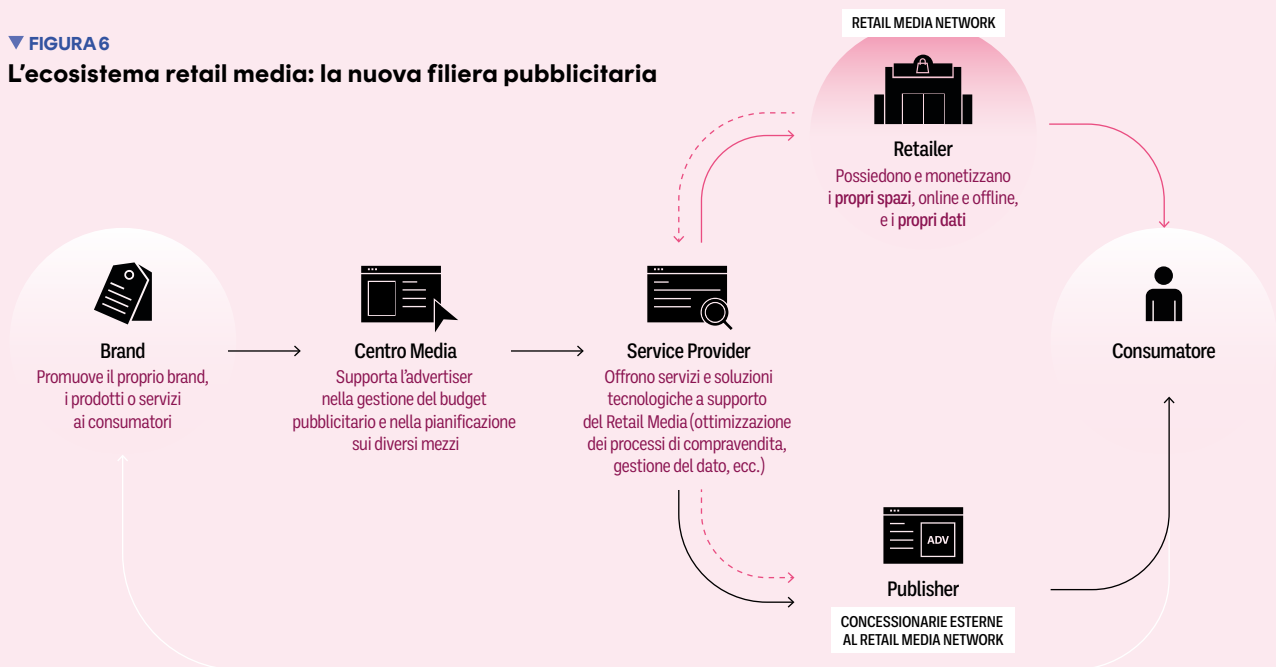 ▼ FIGURA 6
L'ecosistema retail media: la nuova filiera pubblicitaria
RETAIL MEDIA NETWORK
Retailer
Possiedono e monetizzano
i propri spazi, online e offline,
e i propri dati
Brand
Promuove il proprio brand,
i prodotti o servizi
ai consumatori
Centro Media
Supporta l'advertiser
nella gestione del budget
pubblicitario e nella pianificazione
sui diversi mezzi
Service Provider
Offrono servizi e soluzioni
tecnologiche a supporto
del Retail Media (ottimizzazione
dei processi di compravendita,
gestione del dato, ecc.)
Consumatore
ADV
Publisher
CONCESSIONARIE ESTERNE
AL RETAIL MEDIA NETWORK